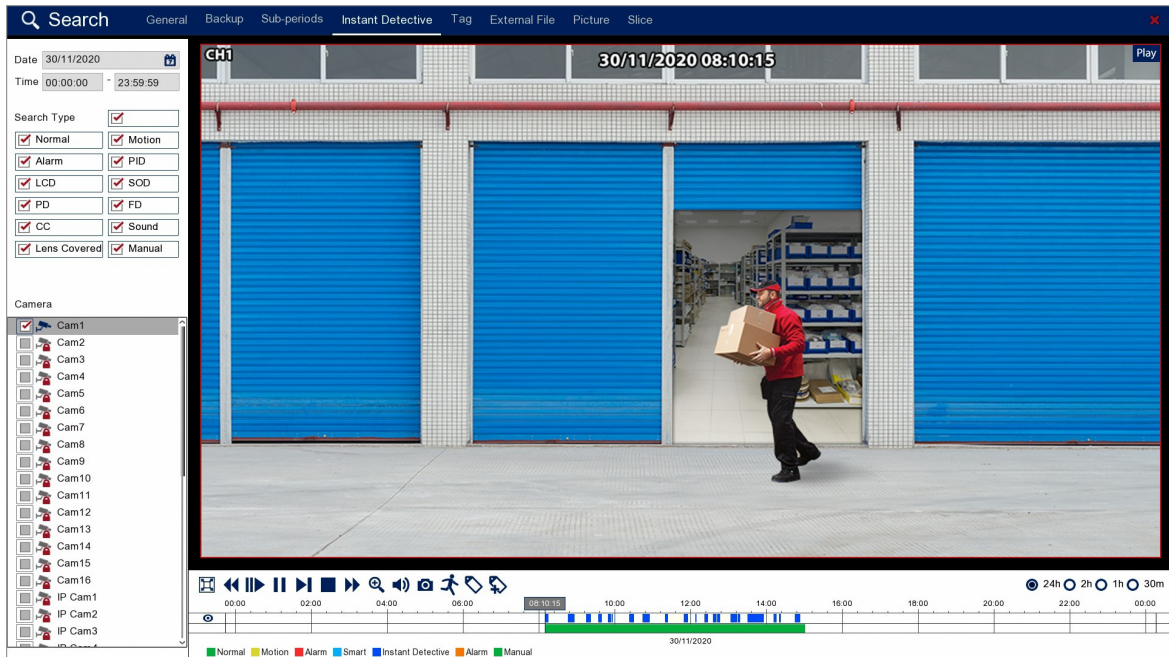 Search General Backup Sub-periods Instant Detective Tag External File Picture Slice
Date 30/11/2020
Time 00:00:00 - 23:59:59
Search Type
Normal Motion
Alarm PID
LCD SOD
PD FD
CC Sound
Lens Covered Manual
Camera
Cam1
Cam2
Cam3
Cam4
Cam5
Cam6
Cam7
Cam8
Cam9
Cam10
Cam11
Cam12
Cam13
Cam14
Cam15
Cam16
IP Cam1
IP Cam2
IP Cam3
IP Cam4
CH1 30/11/2020 08:10:15 Play
24h 2h 1h 30m
00:00 02:00 04:00 06:00 08:10:15 10:00 12:00 14:00 16:00 18:00 20:00 22:00 00:00
30/11/2020
Normal Motion Alarm Smart Instant Detective Alarm Manual